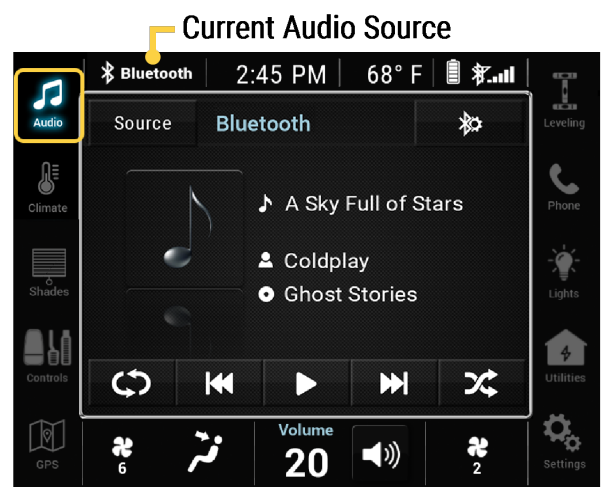 Current Audio Source
Bluetooth 2:45 PM 68° F
Audio
Source Bluetooth
Leveling
A Sky Full of Stars
Climate
Phone
Coldplay
Ghost Stories
Shades
Lights
Controls
Utilities
Volume
6 20 2
GPS
Settings